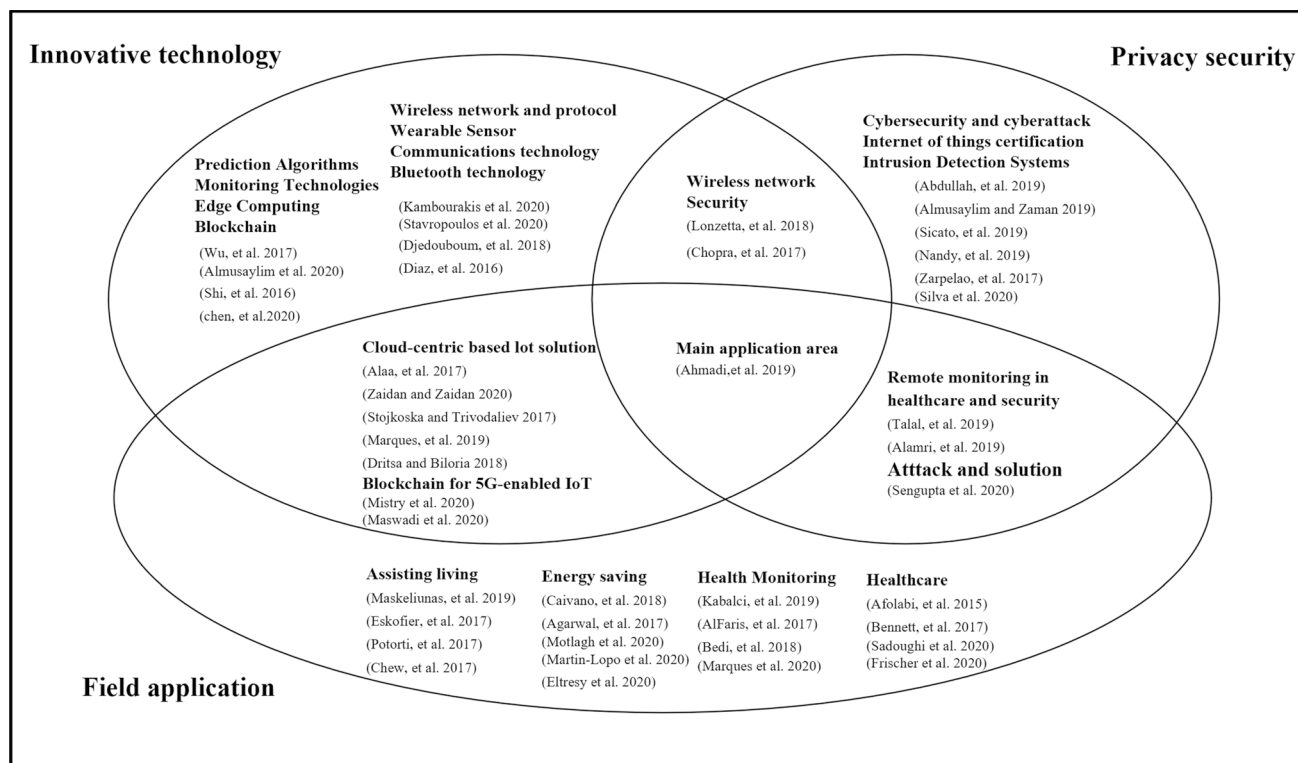 Innovative technology
Privacy security
Wireless network and protocol
Wearable Sensor
Communications technology
Bluetooth technology
(Kambourakis et al. 2020)
(Stavropoulos et al. 2020)
(Djedouboum, et al. 2018)
(Diaz, et al. 2016)
Prediction Algorithms
Monitoring Technologies
Edge Computing
Blockchain
(Wu, et al. 2017)
(Almusaylim et al. 2020)
(Shi, et al. 2016)
(chen, et al.2020)
Wireless network
Security
(Lonzetta, et al. 2018)
(Chopra, et al. 2017)
Cybersecurity and cyberattack
Internet of things certification
Intrusion Detection Systems
(Abdullah, et al. 2019)
(Almusaylim and Zaman 2019)
(Sicato, et al. 2019)
(Nandy, et al. 2019)
(Zarpelao, et al. 2017)
(Silva et al. 2020)
Cloud-centric based lot solution
(Alaa, et al. 2017)
(Zaidan and Zaidan 2020)
(Stojkoska and Trivodaliev 2017)
(Marques, et al. 2019)
(Dritsa and Biloria 2018)
Blockchain for 5G-enabled IoT
(Mistry et al. 2020)
(Maswadi et al. 2020)
Main application area
(Ahmadi,et al. 2019)
Remote monitoring in
healthcare and security
(Talal, et al. 2019)
(Alamri, et al. 2019)
Atttack and solution
(Sengupta et al. 2020)
Assisting living
(Maskeliunas, et al. 2019)
(Eskofier, et al. 2017)
(Potorti, et al. 2017)
(Chew, et al. 2017)
Energy saving
(Caivano, et al. 2018)
(Agarwal, et al. 2017)
(Motlagh et al. 2020)
(Martin-Lopo et al. 2020)
(Eltresy et al. 2020)
Health Monitoring
(Kabalci, et al. 2019)
(AlFaris, et al. 2017)
(Bedi, et al. 2018)
(Marques et al. 2020)
Healthcare
(Afolabi, et al. 2015)
(Bennett, et al. 2017)
(Sadoughi et al. 2020)
(Frischer et al. 2020)
Field application